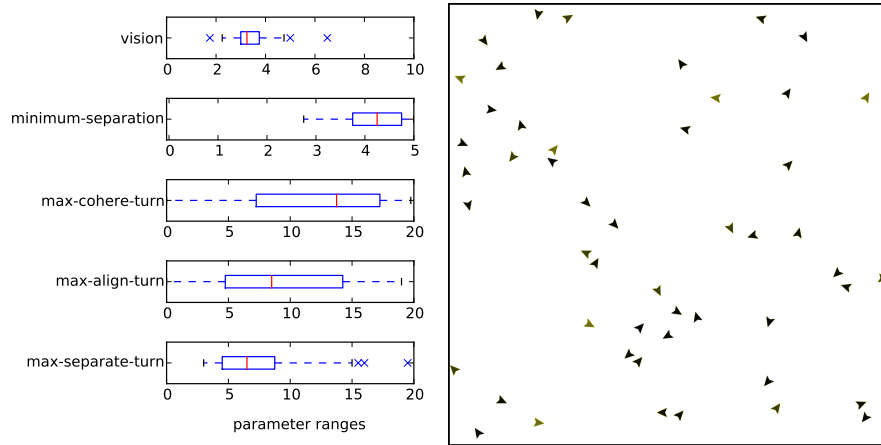 vision
0 2 4 6 8 10
minimum-separation
0 1 2 3 4 5
max-cohere-turn
0 5 10 15 20
max-align-turn
0 5 10 15 20
max-separate-turn
0 5 10 15 20
parameter ranges